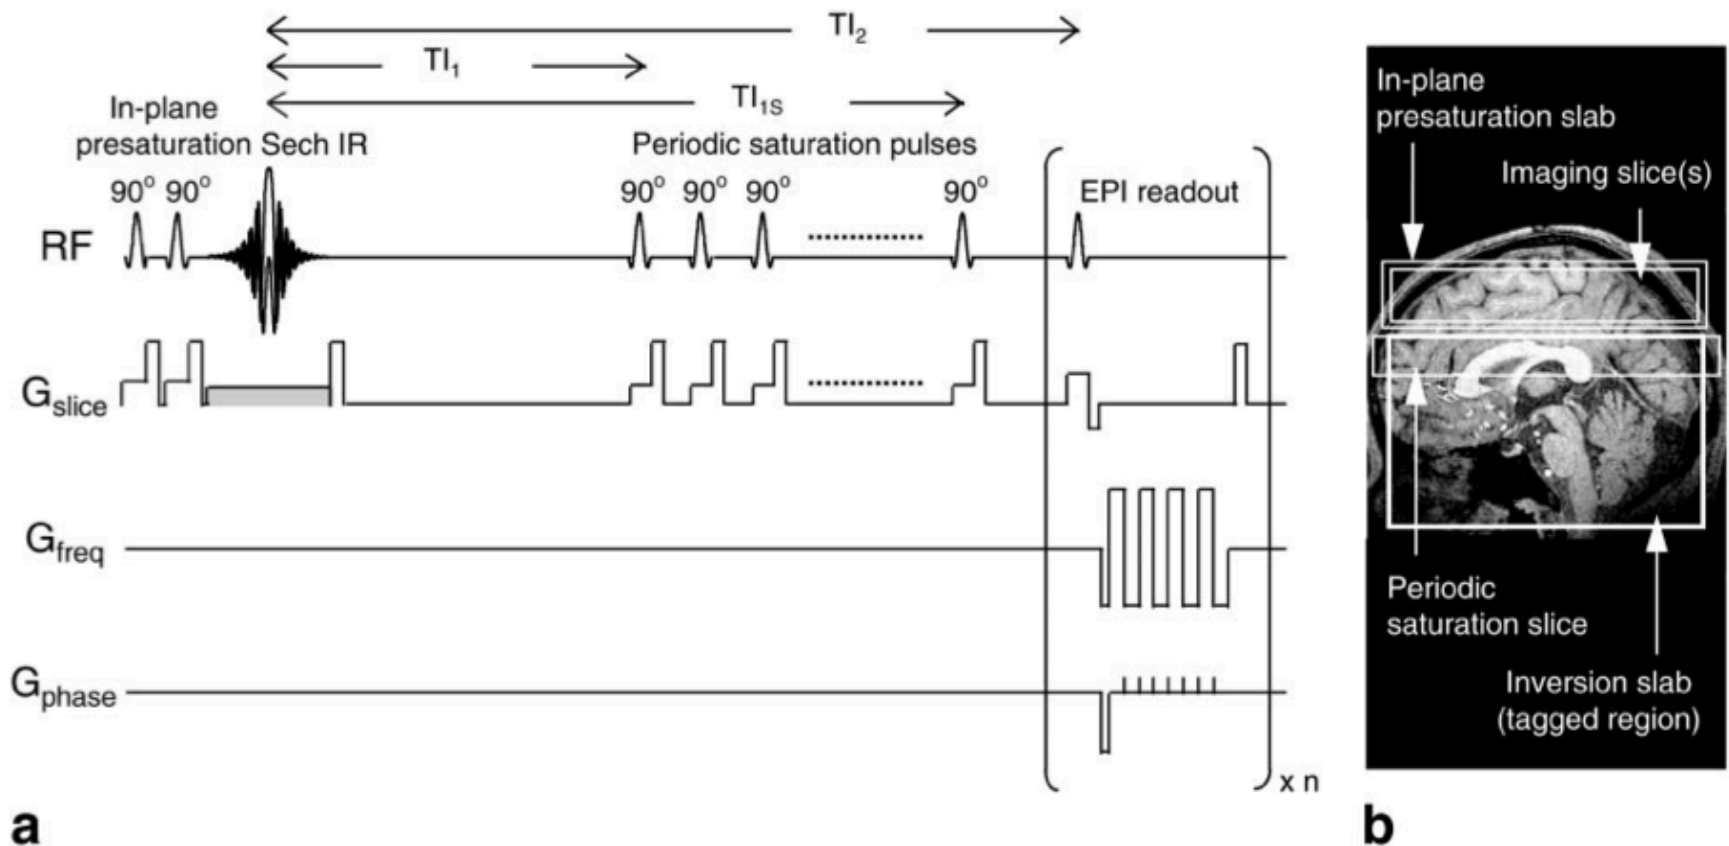 TI₂
TI₁
TI₁S
In-plane
presaturation Sech IR
Periodic saturation pulses
90° 90°
90° 90° 90°
90°
EPI readout
RF
Gslice
Gfreq
Gphase
x n
a
In-plane
presaturation slab
Imaging slice(s)
Periodic
saturation slice
Inversion slab
(tagged region)
b